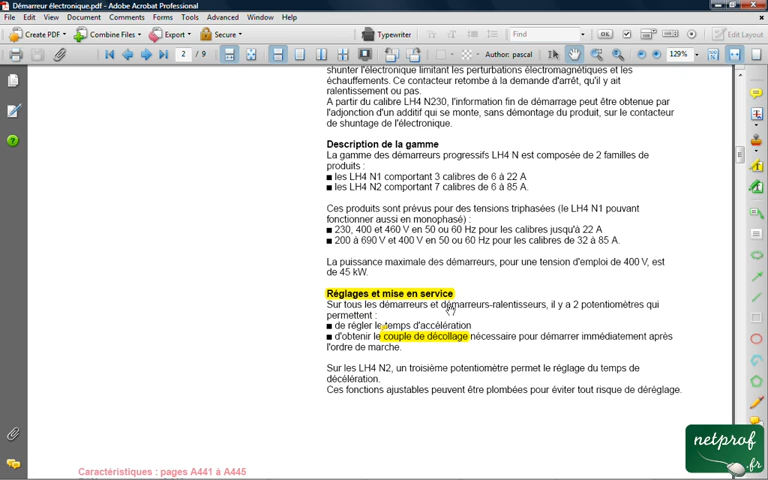 Démarreur électronique.pdf - Adobe Acrobat Professional
File Edit View Document Comments Forms Tools Advanced Window Help
Create PDF Combine Files Export Secure Typewriter Find OK Edit Layout
2 / 9 Author: pascal 129%
shunter l'électronique limitant les perturbations électromagnétiques et les
échauffements. Ce contacteur retombe à la demande d'arrêt, qu'il y ait
ralentissement ou pas.
A partir du calibre LH4 N230, l'information fin de démarrage peut être obtenue par
l'adjonction d'un additif qui se monte, sans démontage du produit, sur le contacteur
de shuntage de l'électronique.
Description de la gamme
La gamme des démarreurs progressifs LH4 N est composée de 2 familles de
produits :
■ les LH4 N1 comportant 3 calibres de 6 à 22 A
■ les LH4 N2 comportant 7 calibres de 6 à 85 A.
Ces produits sont prévus pour des tensions triphasées (le LH4 N1 pouvant
fonctionner aussi en monophasé) :
■ 230, 400 et 460 V en 50 ou 60 Hz pour les calibres jusqu'à 22 A
■ 200 à 690 V et 400 V en 50 ou 60 Hz pour les calibres de 32 à 85 A.
La puissance maximale des démarreurs, pour une tension d'emploi de 400 V, est
de 45 kW.
Réglages et mise en service
Sur tous les démarreurs et démarreurs-ralentisseurs, il y a 2 potentiomètres qui
permettent :
■ de régler le temps d'accélération
■ d'obtenir le couple de décollage nécessaire pour démarrer immédiatement après
l'ordre de marche.
Sur les LH4 N2, un troisième potentiomètre permet le réglage du temps de
décélération.
Ces fonctions ajustables peuvent être plombées pour éviter tout risque de déréglage.
netprof
.fr
Caractéristiques : pages A441 à A445